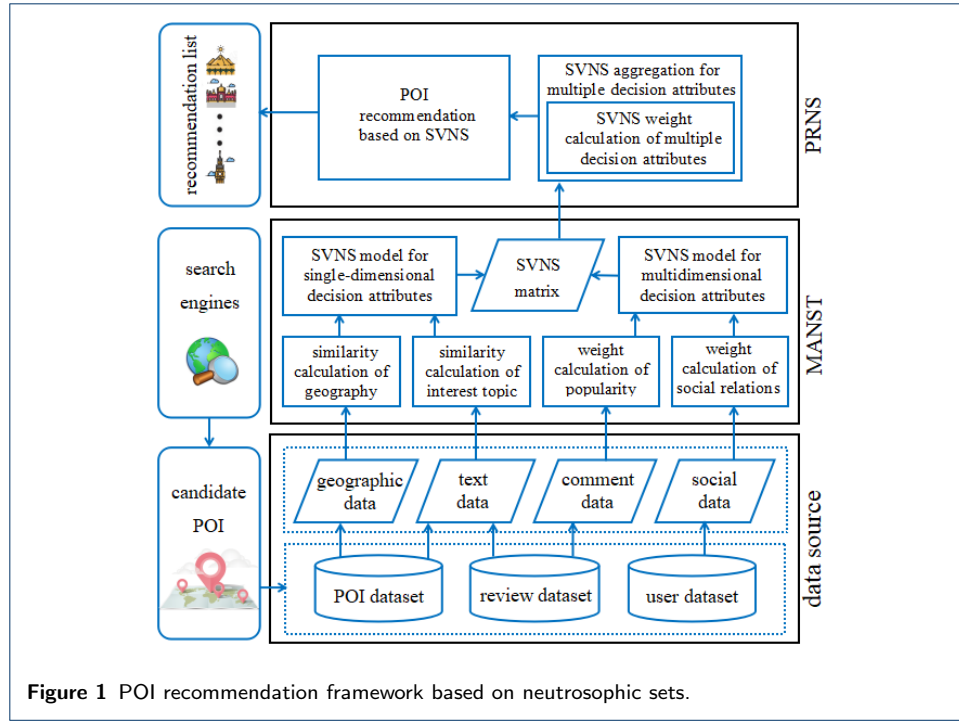 recommendation list
POI
recommendation
based on SVNS
SVNS aggregation for
multiple decision attributes
SVNS weight
calculation of multiple
decision attributes
PRNS
search
engines
SVNS model for
single-dimensional
decision attributes
SVNS
matrix
SVNS model for
multidimensional
decision attributes
similarity
calculation of
geography
similarity
calculation of
interest topic
weight
calculation of
popularity
weight
calculation of
social relations
MANST
candidate
POI
geographic
data
text
data
comment
data
social
data
POI dataset
review dataset
user dataset
data source
Figure 1 POI recommendation framework based on neutrosophic sets.